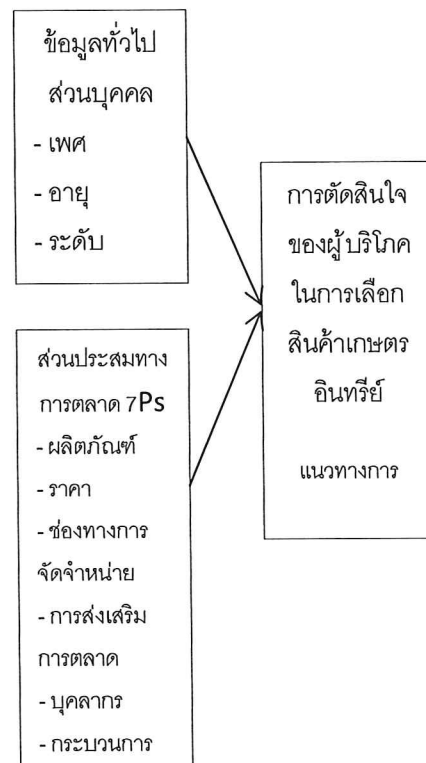 ข้อมูลทั่วไป
ส่วนบุคคล
- เพศ
- อายุ
- ระดับ
ส่วนประสมทาง
การตลาด 7Ps
- ผลิตภัณฑ์
- ราคา
- ช่องทางการ
จัดจำหน่าย
- การส่งเสริม
การตลาด
- บุคลากร
- กระบวนการ
การตัดสินใจ
ของผู้บริโภค
ในการเลือก
สินค้าเกษตร
อินทรีย์
แนวทางการ